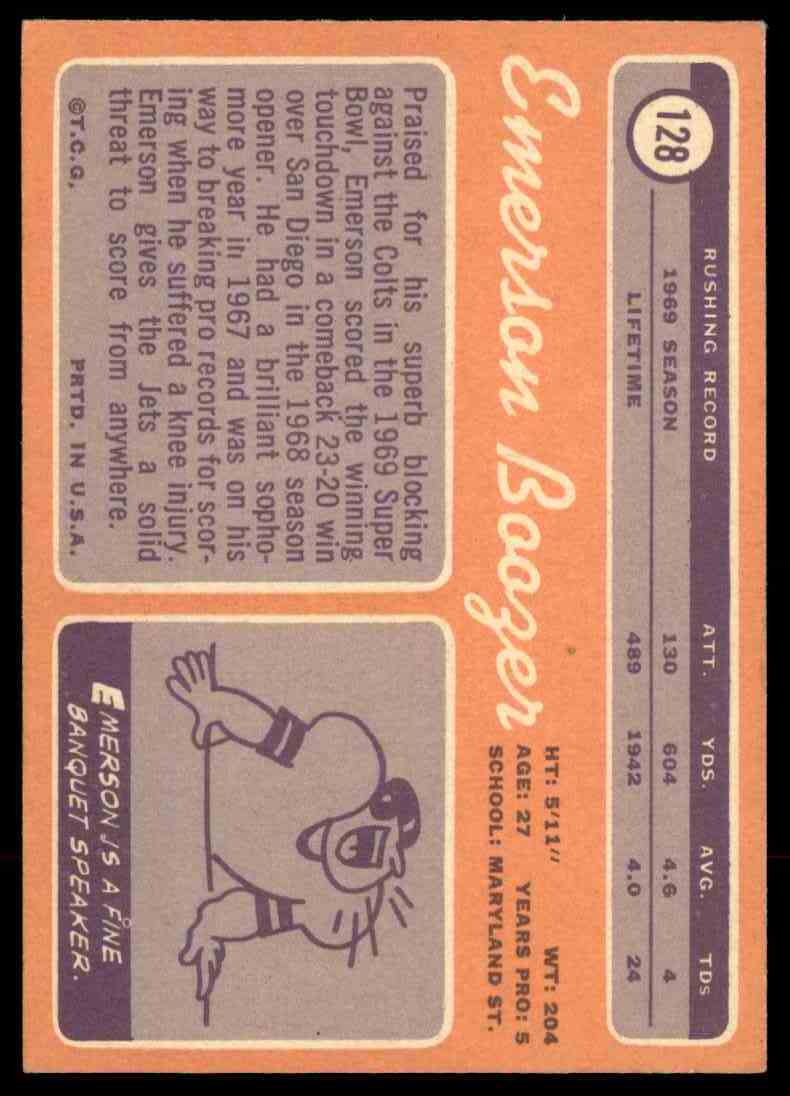 128
RUSHING RECORD ATT. YDS. AVG. TDS
1969 SEASON 130 604 4.6 4
LIFETIME 489 1942 4.0 24
Emerson Boozer
HT: 5'11" WT: 204
AGE: 27 YEARS PRO: 5
SCHOOL: MARYLAND ST.
Praised for his superb blocking
against the Colts in the 1969 Super
Bowl, Emerson scored the winning
touchdown in a comeback 23-20 win
over San Diego in the 1968 season
opener. He had a brilliant sopho-
more year in 1967 and was on his
way to breaking pro records for scor-
ing when he suffered a knee injury.
Emerson gives the Jets a solid
threat to score from anywhere.
©T.C.G. PRTD. IN U.S.A.
EMERSON IS A FINE
BANQUET SPEAKER.